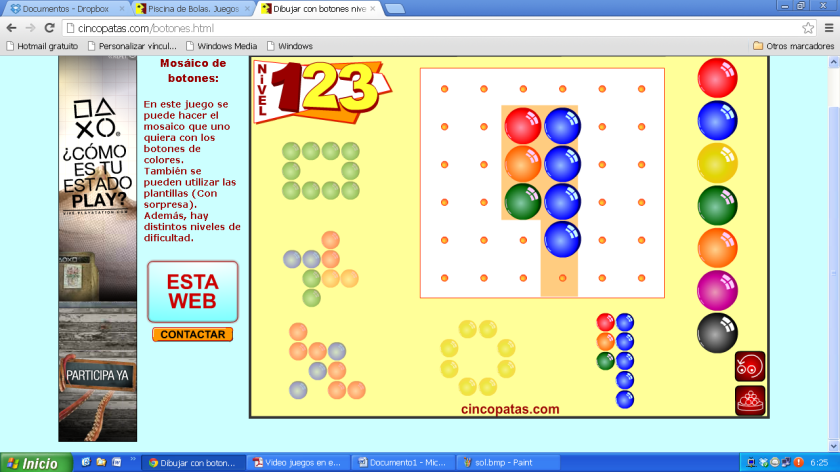 Documentos - Dropbox
Piscina de Bolas. Juegos
Dibujar con botones nive
cincopatas.com/botones.html
Hotmail gratuito
Personalizar vincul...
Windows Media
Windows
Otros marcadores
¿CÓMO
ES TU
ESTADO
PLAY?
PARTICIPA YA
Mosáico de
botones:
En este juego se
puede hacer el
mosaico que uno
quiera con los
botones de
colores.
También se
pueden utilizar las
plantillas (Con
sorpresa).
Además, hay
distintos niveles de
dificultad.
ESTA
WEB
CONTACTAR
NiVEL
123
cincopatas.com
Inicio
»
Dibujar con boton...
Video juegos en e...
Documento1 - Mic...
sol.bmp - Paint
6:25